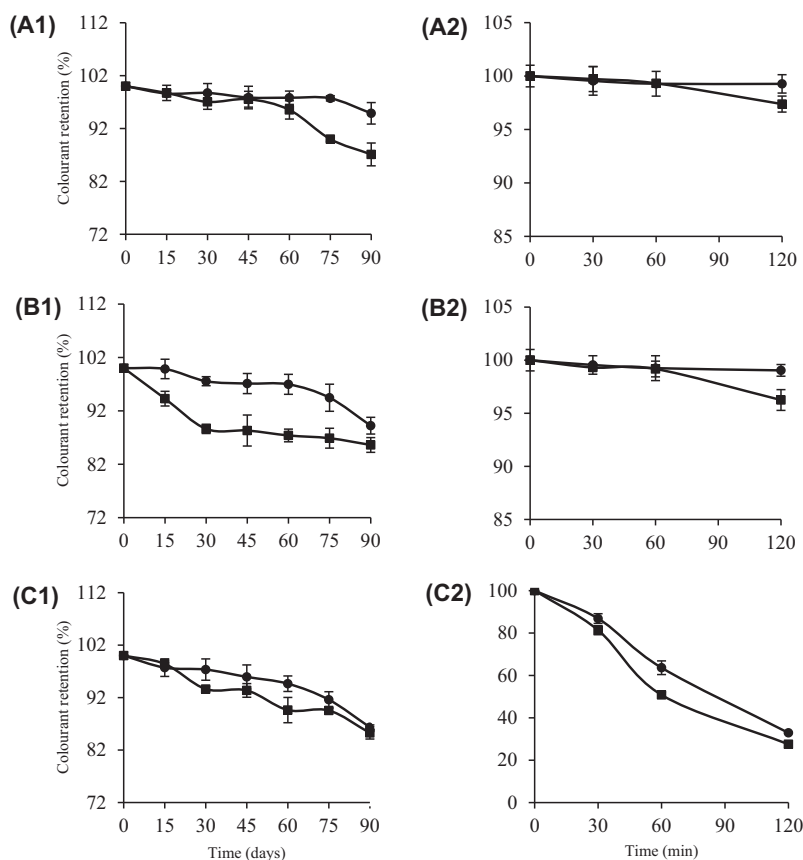 (A1)
Colourant retention (%)
112
102
92
82
72
0 15 30 45 60 75 90
(A2)
105
100
95
90
85
0 30 60 90 120
(B1)
Colourant retention (%)
112
102
92
82
72
0 15 30 45 60 75 90
(B2)
105
100
95
90
85
0 30 60 90 120
(C1)
Colourant retention (%)
112
102
92
82
72
0 15 30 45 60 75 90
Time (days)
(C2)
100
80
60
40
20
0
0 30 60 90 120
Time (min)